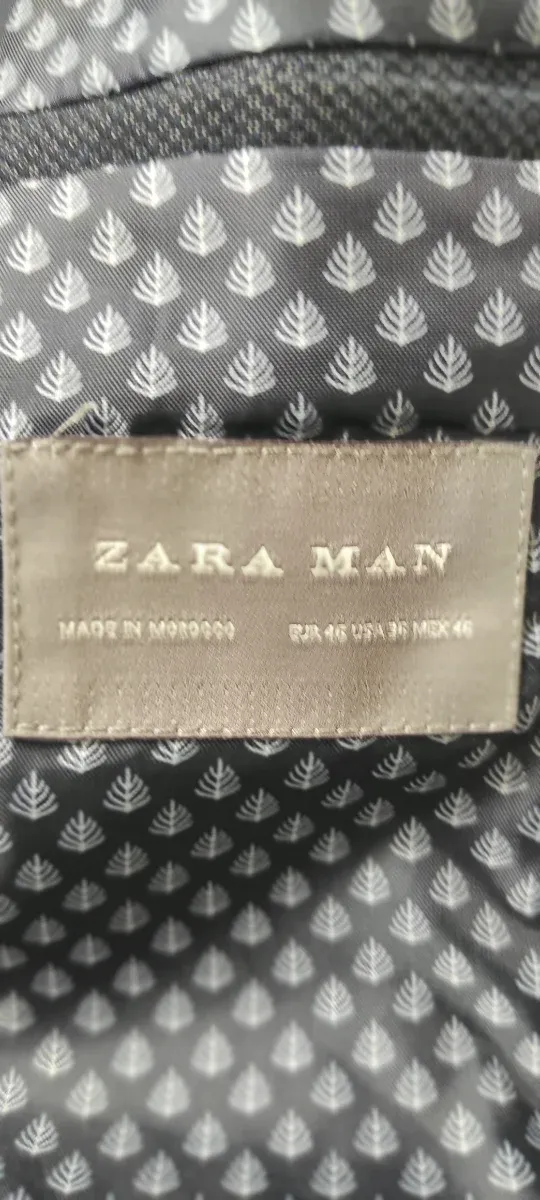 ZARA MAN
MADE IN MOROCCO EUR 46 USA 36 MEX 46